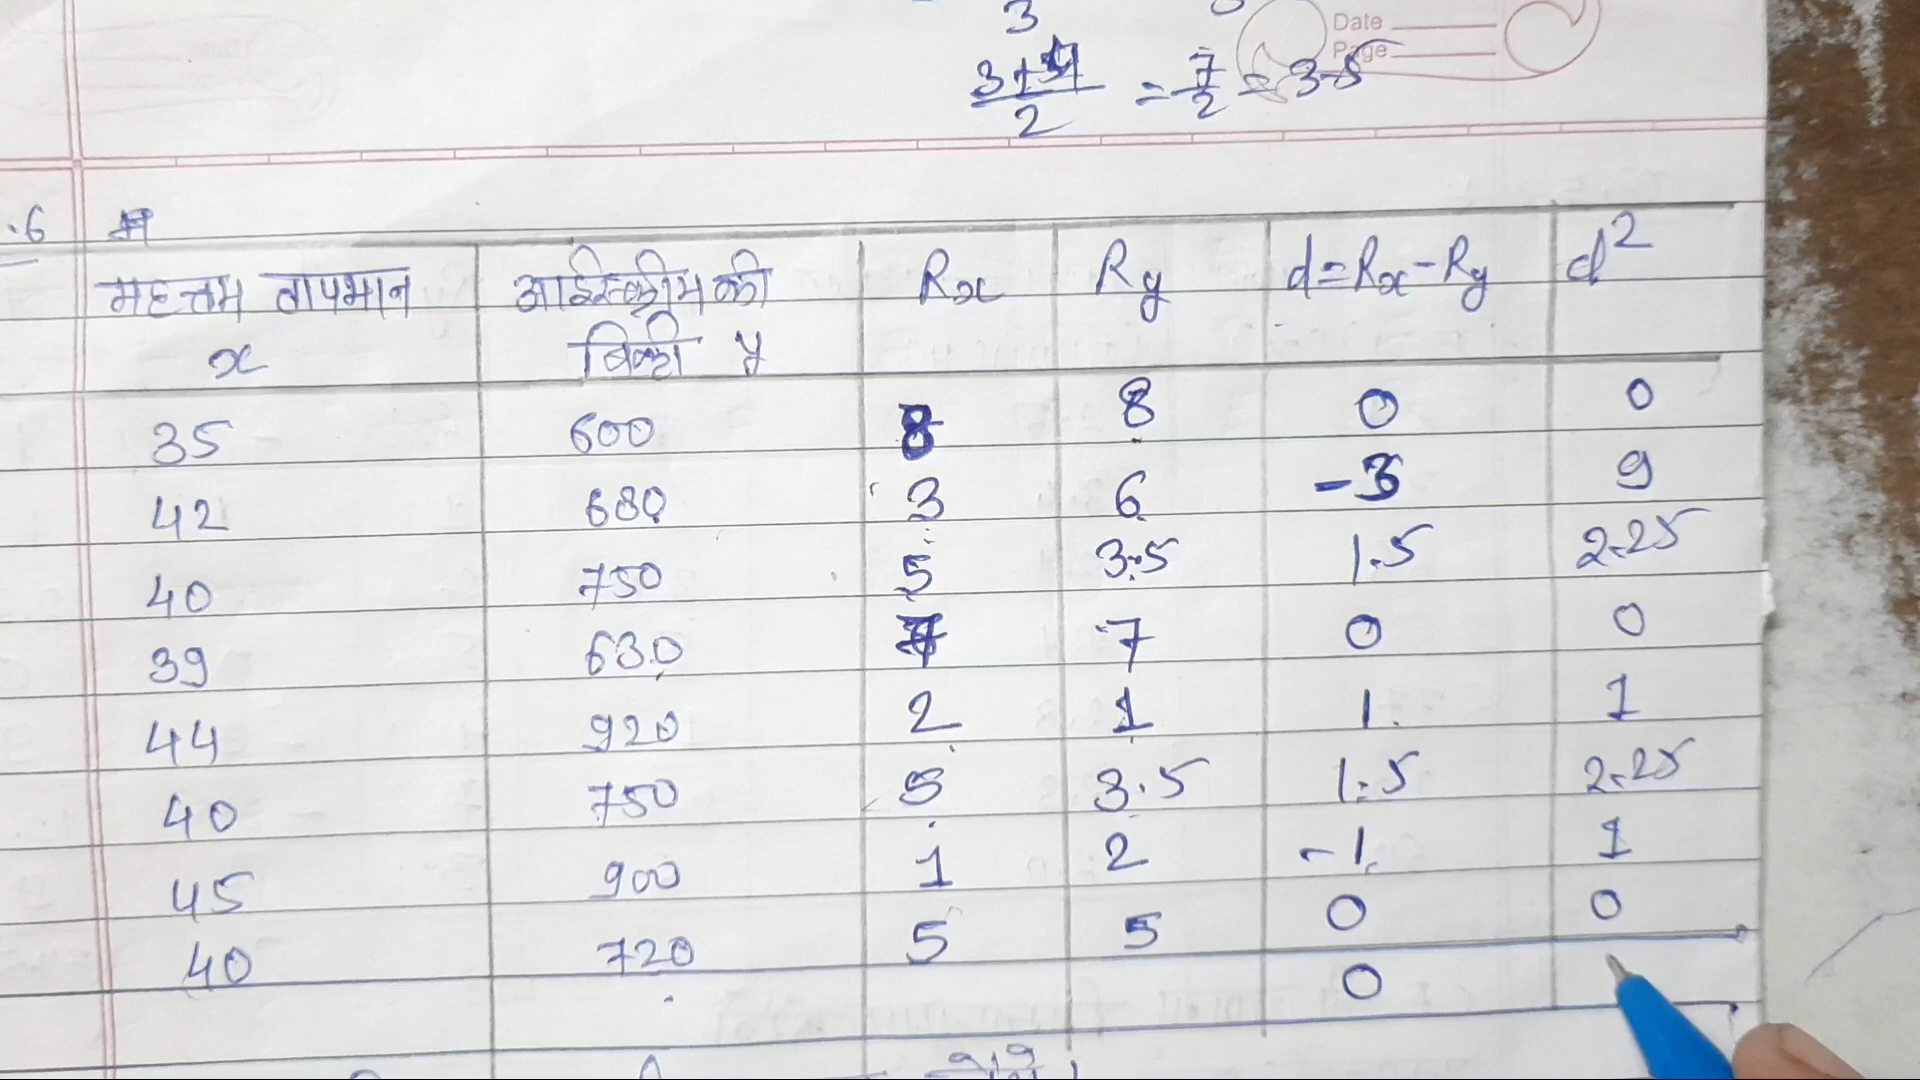 3
Date
Page
3+4/2 = 7/2 = 3.5
.6
महत्तम तापमान x | आईस्क्रीम की बिक्री y | Rx | Ry | d=Rx-Ry | d²
35 | 600 | 8 | 8 | 0 | 0
42 | 680 | 3 | 6 | -3 | 9
40 | 750 | 5 | 3.5 | 1.5 | 2.25
39 | 630 | 7 | 7 | 0 | 0
44 | 920 | 2 | 1 | 1 | 1
40 | 750 | 5 | 3.5 | 1.5 | 2.25
45 | 900 | 1 | 2 | -1 | 1
40 | 720 | 5 | 5 | 0 | 0
0